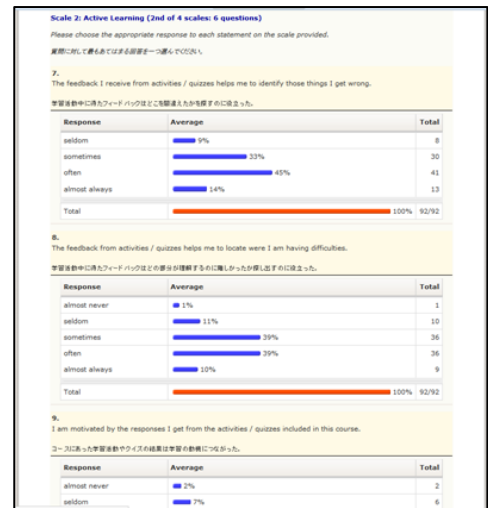 Scale 2: Active Learning (2nd of 4 scales: 6 questions)
Please choose the appropriate response to each statement on the scale provided.
質問に対して最もあてはまる回答を一つ選んでください。
7.
The feedback I receive from activities / quizzes helps me to identify those things I get wrong.
学習活動中に得たフィードバックはどこを間違えたかを探すのに役立った。
Response Average Total
seldom 9% 8
sometimes 33% 30
often 45% 41
almost always 14% 13
Total 100% 92/92
8.
The feedback from activities / quizzes helps me to locate were I am having difficulties.
学習活動中に得たフィードバックはどの部分が理解するのに難しかったか探し出すのに役立った。
Response Average Total
almost never 1% 1
seldom 11% 10
sometimes 39% 36
often 39% 36
almost always 10% 9
Total 100% 92/92
9.
I am motivated by the responses I get from the activities / quizzes included in this course.
コースにあった学習活動やクイズの結果は学習の動機につながった。
Response Average Total
almost never 2% 2
seldom 7% 6